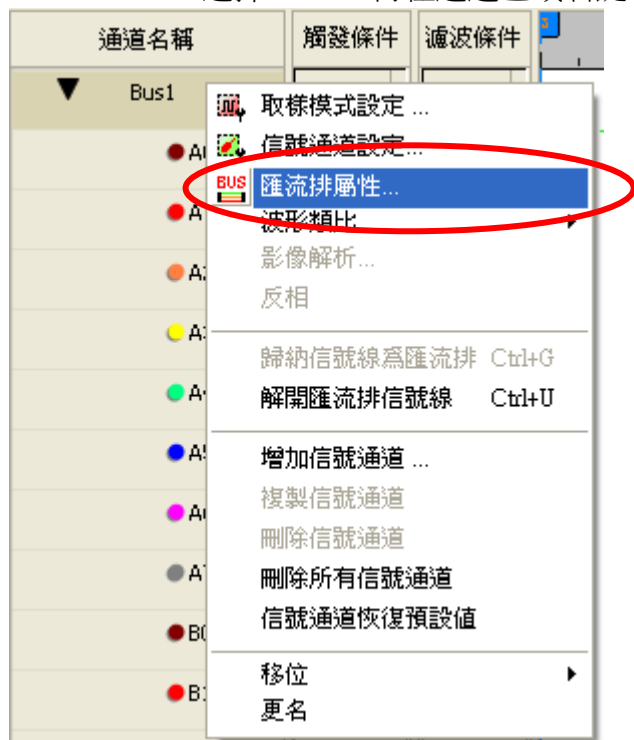 通道名稱 觸發條件 濾波條件
Bus1
取樣模式設定 ...
信號通道設定...
BUS 匯流排屬性...
波形類比
影像解析...
反相
歸納信號線爲匯流排 Ctrl+G
解開匯流排信號線 Ctrl+U
增加信號通道 ...
複製信號通道
刪除信號通道
刪除所有信號通道
信號通道恢復預設值
移位
更名